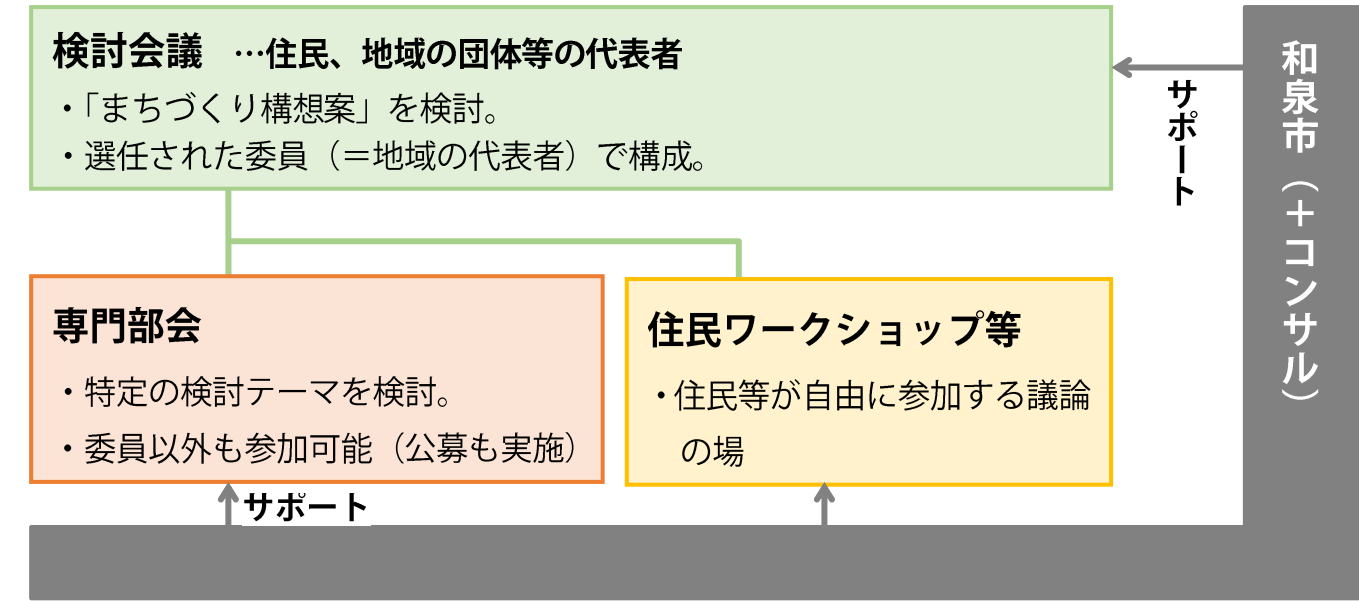 検討会議 …住民、地域の団体等の代表者
・「まちづくり構想案」を検討。
・選任された委員（＝地域の代表者）で構成。
サポート
和泉市（＋コンサル）
専門部会
・特定の検討テーマを検討。
・委員以外も参加可能（公募も実施）
住民ワークショップ等
・住民等が自由に参加する議論
の場
サポート